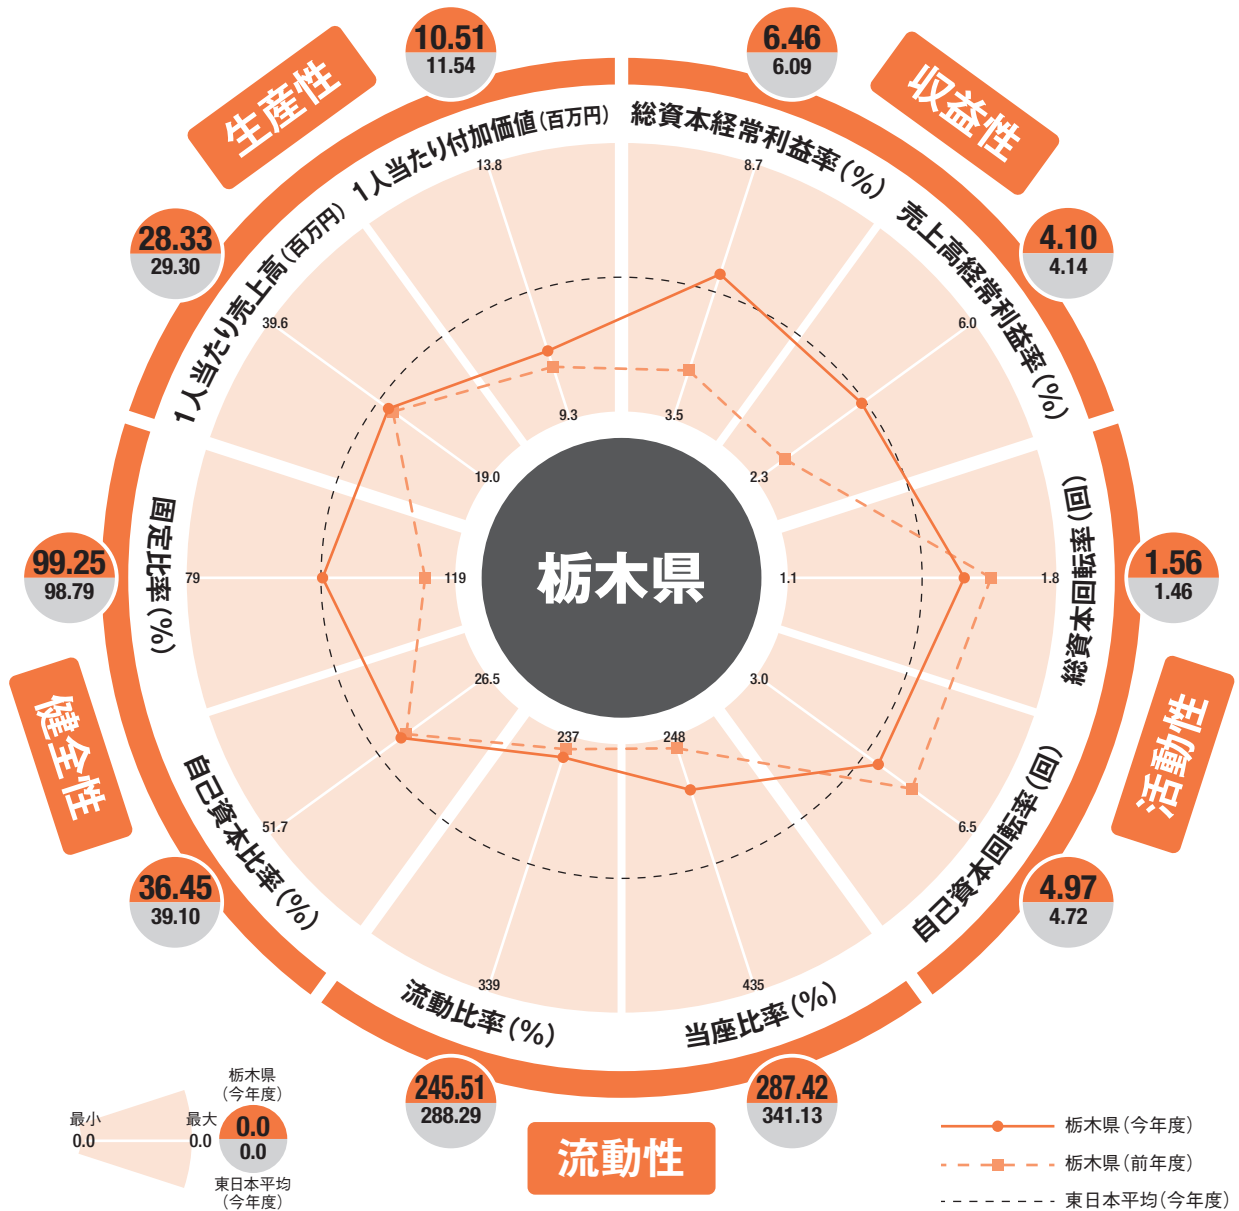 生産性
10.51
11.54
6.46
6.09
収益性
1人当たり付加価値(百万円)
総資本経常利益率(%)
13.8
8.7
28.33
29.30
1人当たり売上高(百万円)
売上高経常利益率(%)
4.10
4.14
39.6
6.0
9.3
3.5
19.0
2.3
99.25
98.79
固定比率(%)
79
119
栃木県
1.1
1.8
総資本回転率(回)
1.56
1.46
26.5
3.0
237
248
健全性
活動性
51.7
6.5
自己資本比率(%)
自己資本回転率(回)
36.45
39.10
4.97
4.72
339
435
流動比率(%)
当座比率(%)
245.51
288.29
287.42
341.13
流動性
栃木県
(今年度)
最小
0.0
最大
0.0
0.0
0.0
東日本平均
(今年度)
栃木県(今年度)
栃木県(前年度)
東日本平均(今年度)